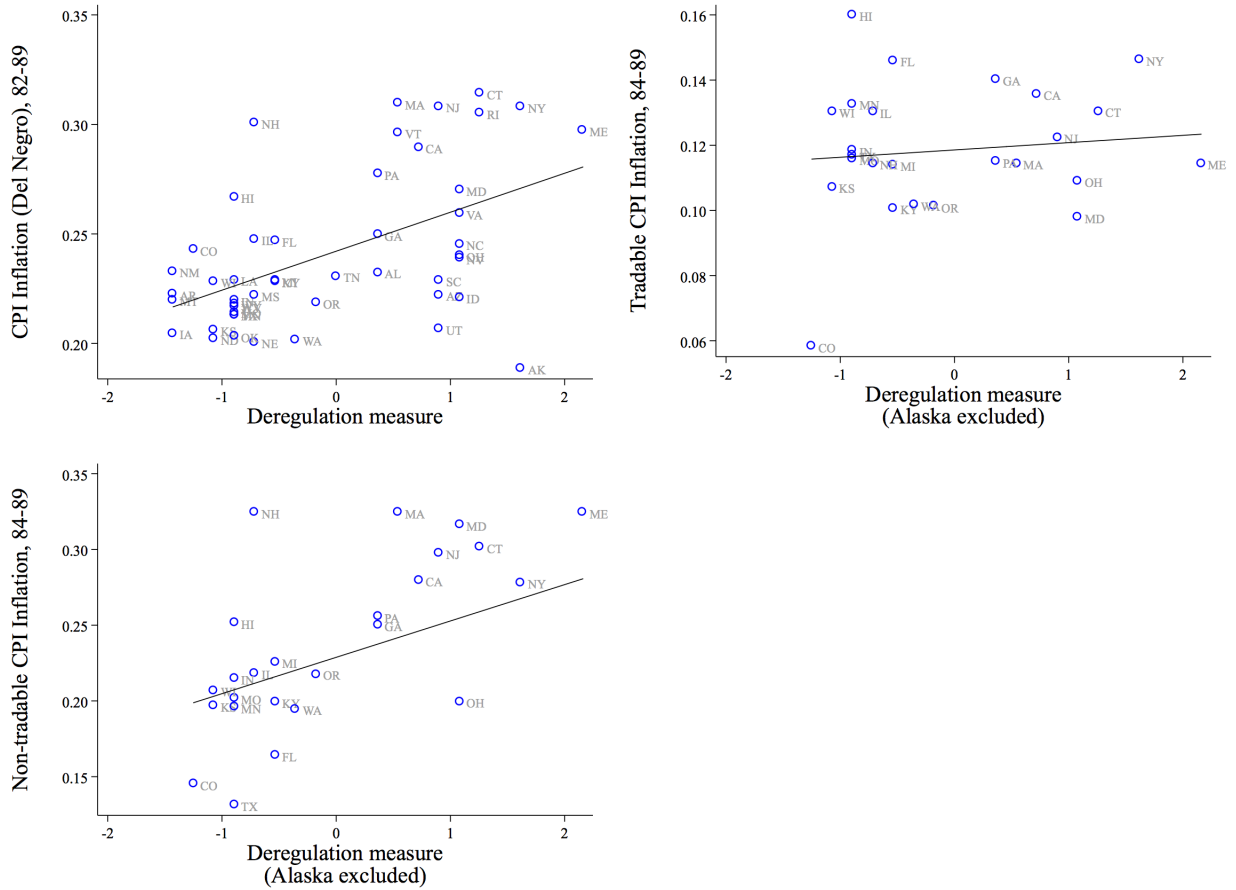 CPI Inflation (Del Negro), 82-89
0.35
0.30
0.25
0.20
CT
MA
NJ
NY
RI
NH
ME
VT
CA
PA
MD
HI
VA
GA
IL
FL
NC
CO
OH
NV
NM
AL
TN
LA
SC
MS
ID
OR
UT
KS
IA
OK
ND
NE
WA
AK
-2 -1 0 1 2
Deregulation measure
Tradable CPI Inflation, 84-89
0.16
0.14
0.12
0.10
0.08
0.06
HI
FL
NY
GA
CA
MN
WI
IL
CT
NJ
IN
MI
PA
MA
ME
KS
OH
KY
WA
OR
MD
CO
-2 -1 0 1 2
Deregulation measure
(Alaska excluded)
Non-tradable CPI Inflation, 84-89
0.35
0.30
0.25
0.20
0.15
NH
MA
ME
MD
CT
NJ
CA
NY
PA
GA
HI
MI
IL
OR
IN
WI
MO
KS
MN
KY
WA
OH
FL
CO
TX
-2 -1 0 1 2
Deregulation measure
(Alaska excluded)